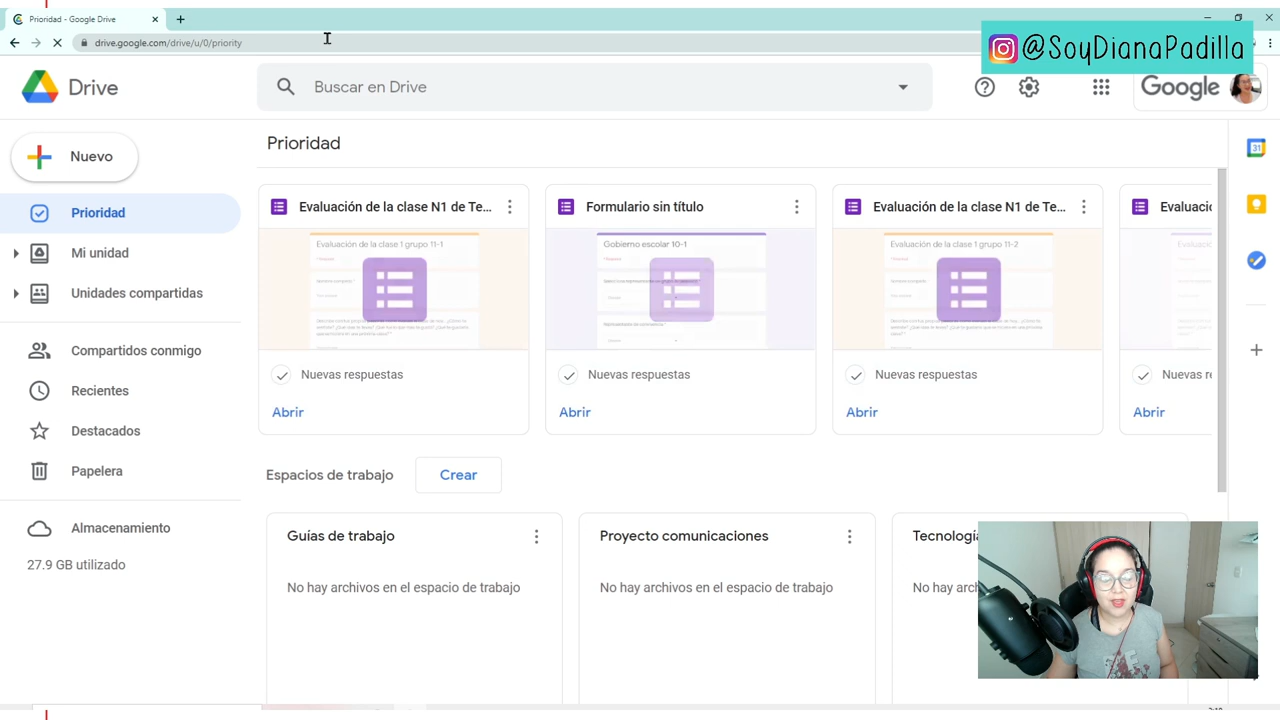 Prioridad - Google Drive
drive.google.com/drive/u/0/priority
@SoyDianaPadilla
Drive
Buscar en Drive
Google
Nuevo
Prioridad
Mi unidad
Unidades compartidas
Compartidos conmigo
Recientes
Destacados
Papelera
Almacenamiento
27.9 GB utilizado
Prioridad
Evaluación de la clase N1 de Te...
Evaluación de la clase 1 grupo 11-1
Nuevas respuestas
Abrir
Formulario sin título
Gobierno escolar 10-1
Nuevas respuestas
Abrir
Evaluación de la clase N1 de Te...
Evaluación de la clase 1 grupo 11-2
Nuevas respuestas
Abrir
Evaluació
Nuevas re
Abrir
31
Espacios de trabajo
Crear
Guías de trabajo
No hay archivos en el espacio de trabajo
Proyecto comunicaciones
No hay archivos en el espacio de trabajo
Tecnología
No hay archi